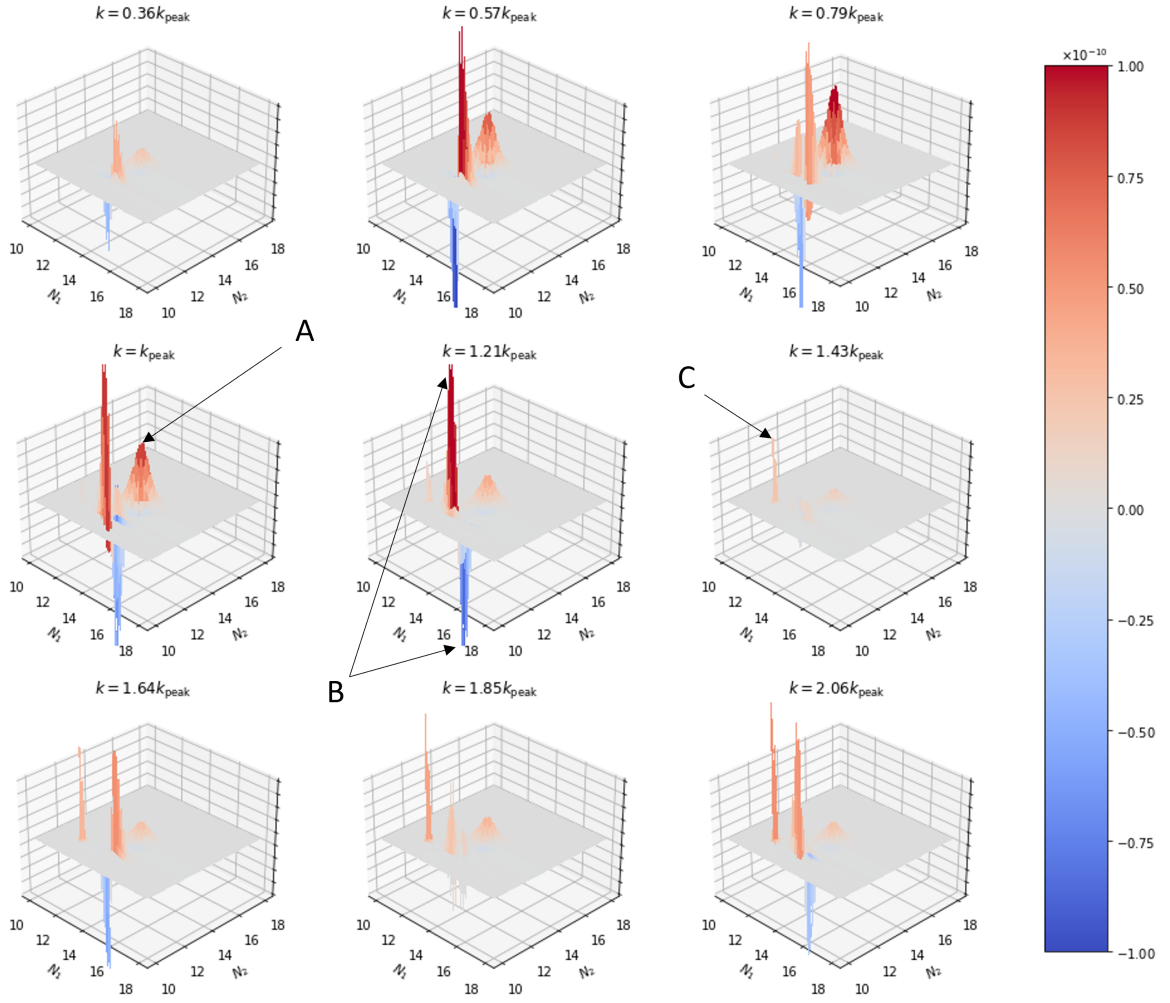 k = 0.36k_peak
k = 0.57k_peak
k = 0.79k_peak
10 12 14 16 18 N₁ 10 12 14 16 18 N₂
10 12 14 16 18 N₁ 10 12 14 16 18 N₂
10 12 14 16 18 N₁ 10 12 14 16 18 N₂
A
k = k_peak
k = 1.21k_peak
k = 1.43k_peak
C
10 12 14 16 18 N₁ 10 12 14 16 18 N₂
10 12 14 16 18 N₁ 10 12 14 16 18 N₂
10 12 14 16 18 N₁ 10 12 14 16 18 N₂
B
k = 1.64k_peak
k = 1.85k_peak
k = 2.06k_peak
10 12 14 16 18 N₁ 10 12 14 16 18 N₂
10 12 14 16 18 N₁ 10 12 14 16 18 N₂
10 12 14 16 18 N₁ 10 12 14 16 18 N₂
×10⁻¹⁰
1.00
0.75
0.50
0.25
0.00
−0.25
−0.50
−0.75
−1.00